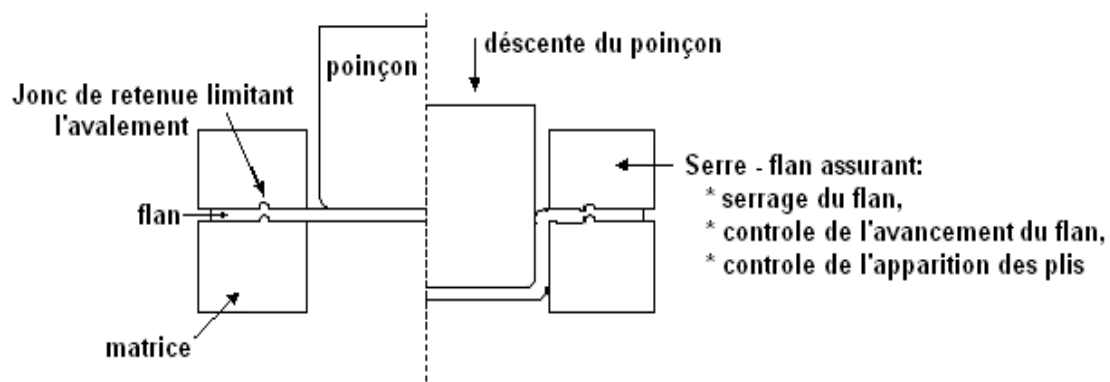 déscente du poinçon
poinçon
Jonc de retenue limitant
l'avalement
Serre - flan assurant:
* serrage du flan,
* controle de l'avancement du flan,
* controle de l'apparition des plis
flan
matrice